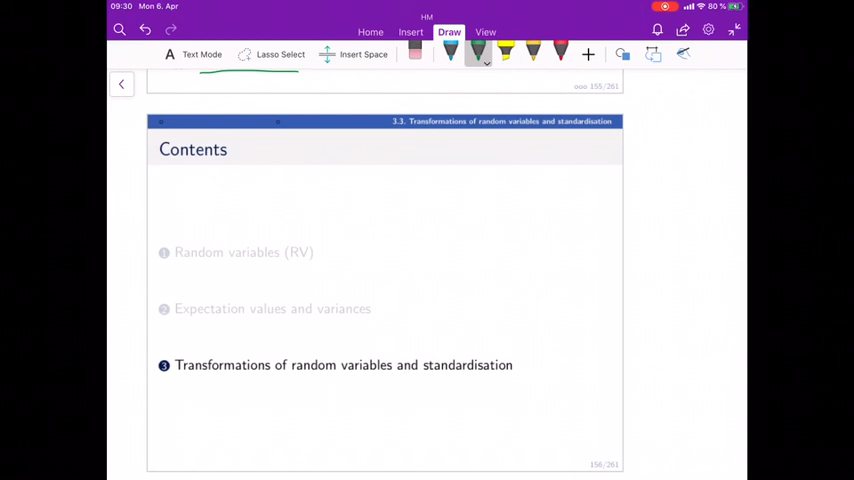 09:30 Mon 6. Apr
80 %
HM
Home Insert Draw View
A Text Mode Lasso Select Insert Space
155/261
3.3. Transformations of random variables and standardisation
Contents
1 Random variables (RV)
2 Expectation values and variances
3 Transformations of random variables and standardisation
156/261